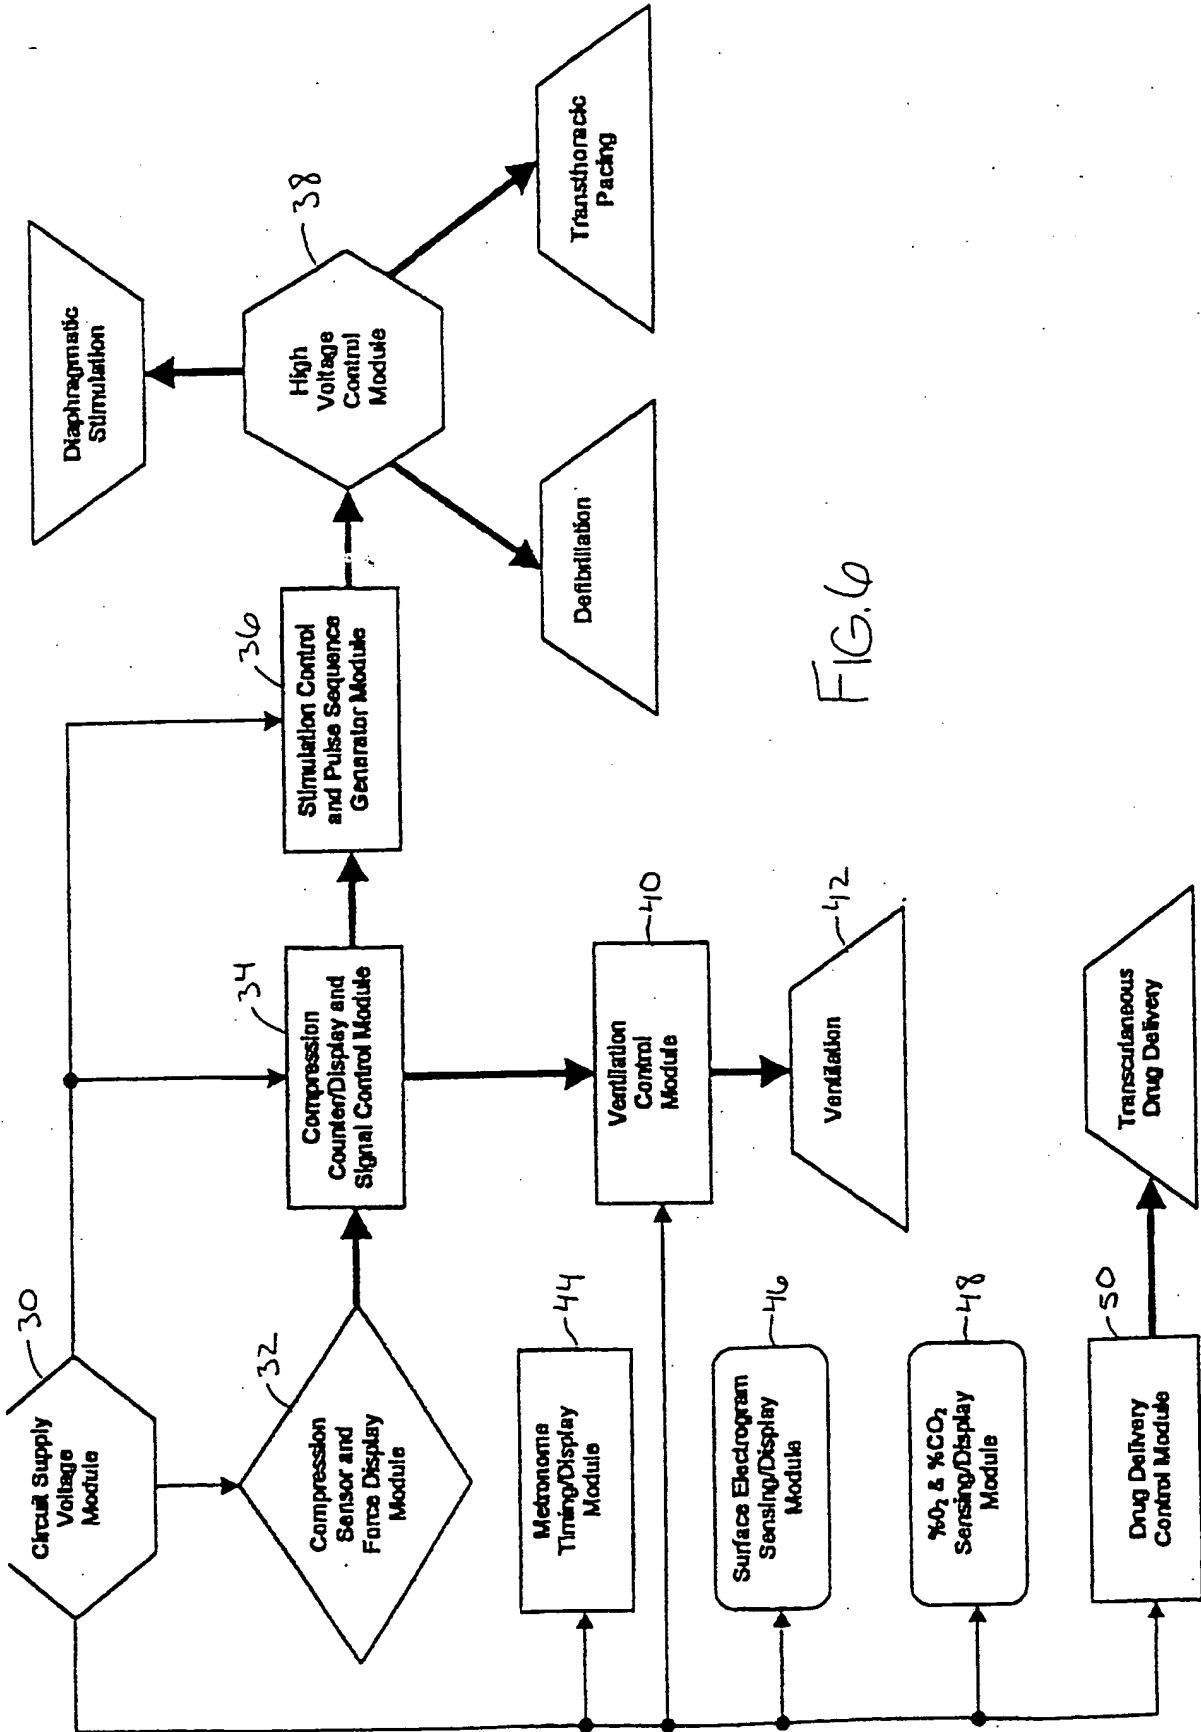 30
Circuit Supply
Voltage
Module
32
Compression
Sensor and
Force Display
Module
34
Compression
Counter/Display and
Signal Control Module
36
Stimulation Control
and Pulse Sequence
Generator Module
38
High
Voltage
Control
Module
Diaphragmatic
Stimulation
Defibrillation
Transthoracic
Pacing
44
Metronome
Timing/Display
Module
40
Ventilation
Control
Module
42
Ventilation
46
Surface Electrogram
Sensing/Display
Module
48
%O₂ & %CO₂
Sensing/Display
Module
50
Drug Delivery
Control Module
Transcutaneous
Drug Delivery
FIG. 6